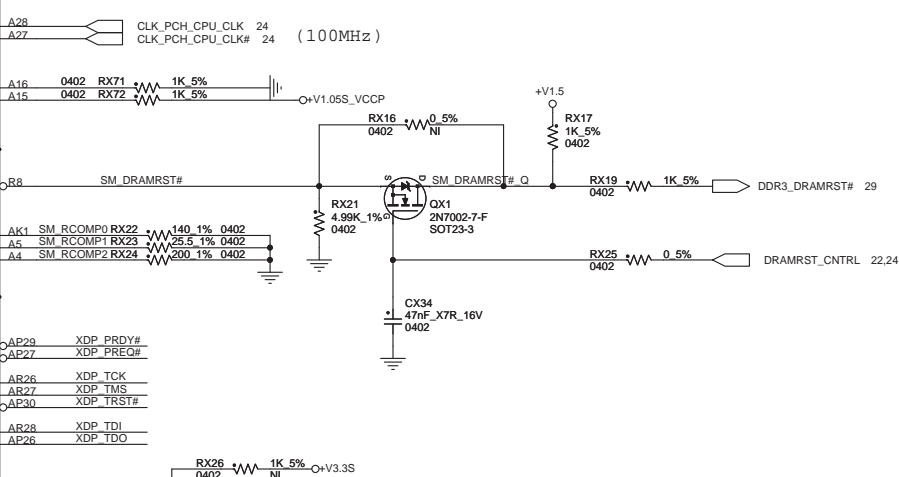 A28 CLK_PCH_CPU_CLK 24
A27 CLK_PCH_CPU_CLK# 24 (100MHz)
A16 0402 RX71 1K_5%
A15 0402 RX72 1K_5%
+V1.05S_VCCP
+V1.5
RX16 0_5%
0402 NI
RX17
1K_5%
0402
R8 SM_DRAMRST# S D SM_DRAMRST#_Q RX19 1K_5% DDR3_DRAMRST# 29
0402
RX21
4.99K_1%
0402
G
QX1
2N7002-7-F
SOT23-3
AK1 SM_RCOMP0 RX22 140_1% 0402
A5 SM_RCOMP1 RX23 25.5_1% 0402
A4 SM_RCOMP2 RX24 200_1% 0402
RX25 0_5% DRAMRST_CNTRL 22,24
0402
CX34
47nF_X7R_16V
0402
AP29 XDP_PRDY#
AP27 XDP_PREQ#
AR26 XDP_TCK
AR27 XDP_TMS
AP30 XDP_TRST#
AR28 XDP_TDI
AP26 XDP_TDO
RX26 1K_5% +V3.3S
0402 NI